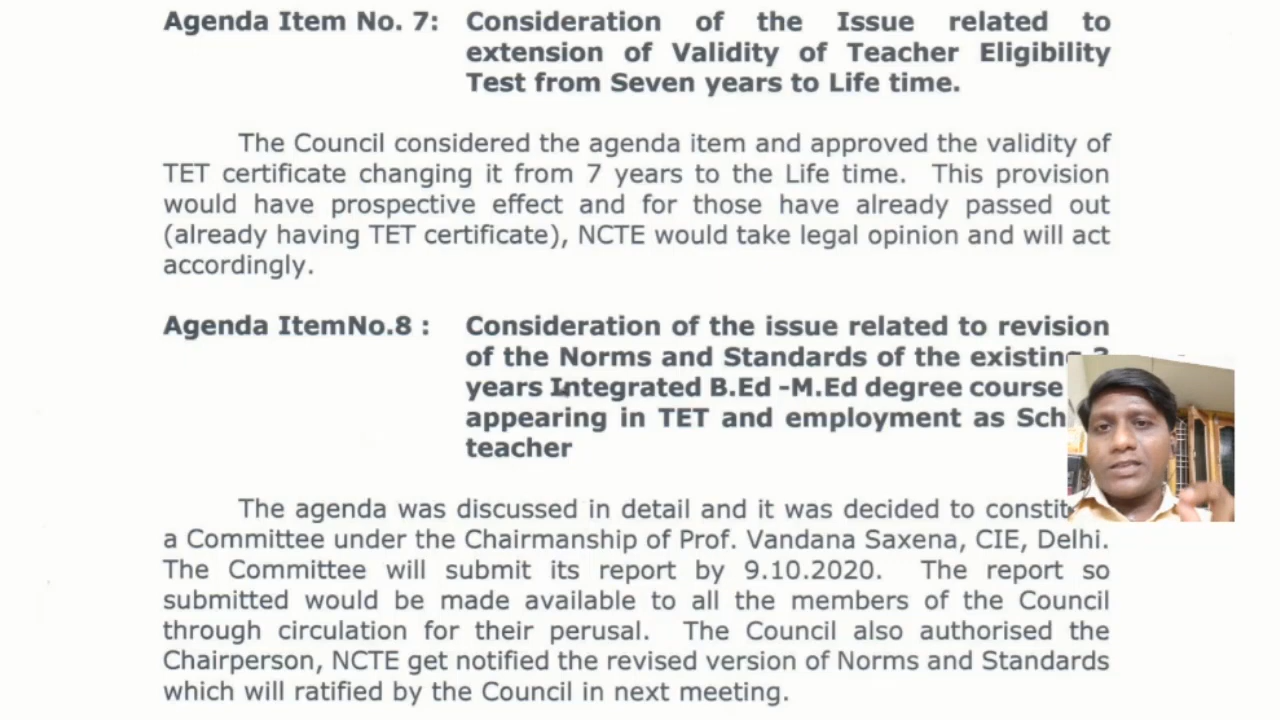 Agenda Item No. 7: Consideration of the Issue related to
extension of Validity of Teacher Eligibility
Test from Seven years to Life time.
The Council considered the agenda item and approved the validity of
TET certificate changing it from 7 years to the Life time. This provision
would have prospective effect and for those have already passed out
(already having TET certificate), NCTE would take legal opinion and will act
accordingly.
Agenda ItemNo.8 : Consideration of the issue related to revision
of the Norms and Standards of the existing
years Integrated B.Ed -M.Ed degree course
appearing in TET and employment as
teacher
The agenda was discussed in detail and it was decided to
a Committee under the Chairmanship of Prof. Vandana Saxena, CIE, Delhi.
The Committee will submit its report by 9.10.2020. The report so
submitted would be made available to all the members of the Council
through circulation for their perusal. The Council also authorised the
Chairperson, NCTE get notified the revised version of Norms and Standards
which will ratified by the Council in next meeting.